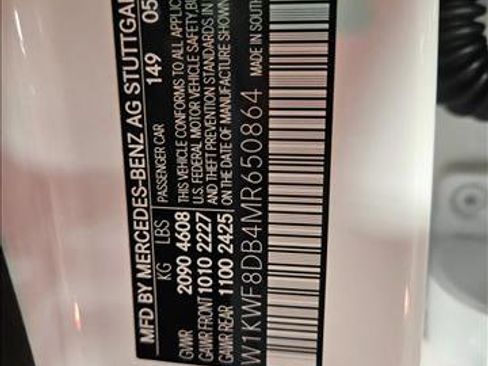 MFD BY MERCEDES-BENZ AG STUTTGAR 05
KG LBS PASSENGER CAR 149
GVWR 2090 4608 THIS VEHICLE CONFORMS TO ALL APPLIC
GAWR FRONT 1010 2227 U.S. FEDERAL MOTOR VEHICLE SAFETY, BU
GAWR REAR 1100 2425 AND THEFT PREVENTION STANDARDS IN
ON THE DATE OF MANUFACTURE SHOWN
W1KWF8DB4MR650864 MADE IN SOUTH